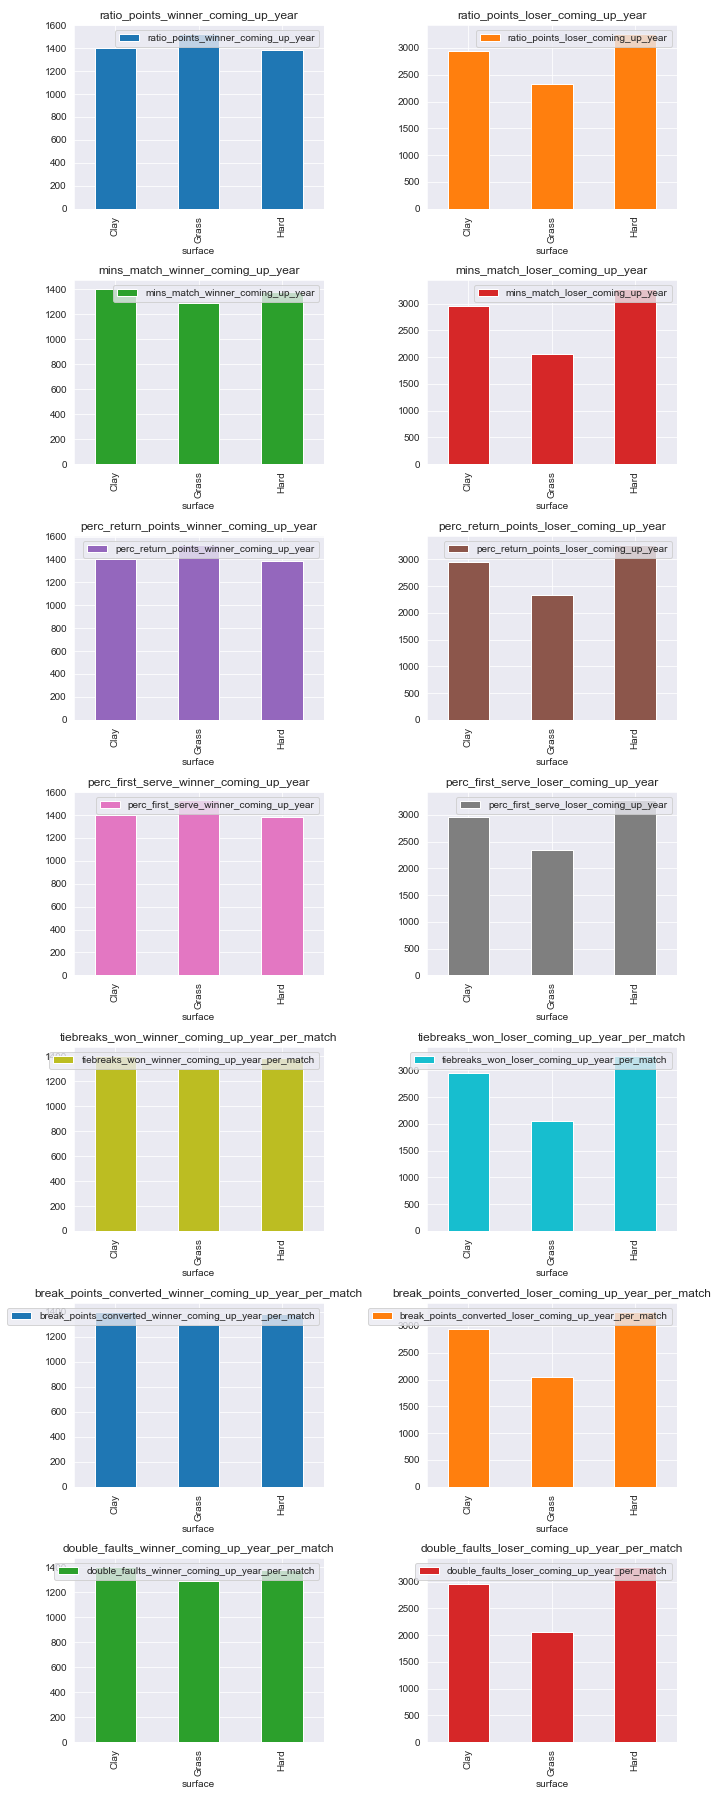 ratio_points_winner_coming_up_year
ratio_points_loser_coming_up_year
1600
1400
1200
1000
800
600
400
200
0
ratio_points_winner_coming_up_year
Clay
Grass
Hard
surface
3000
2500
2000
1500
1000
500
0
ratio_points_loser_coming_up_year
Clay
Grass
Hard
surface
mins_match_winner_coming_up_year
mins_match_loser_coming_up_year
1400
1200
1000
800
600
400
200
0
mins_match_winner_coming_up_year
Clay
Grass
Hard
surface
3000
2500
2000
1500
1000
500
0
mins_match_loser_coming_up_year
Clay
Grass
Hard
surface
perc_return_points_winner_coming_up_year
perc_return_points_loser_coming_up_year
1600
1400
1200
1000
800
600
400
200
0
perc_return_points_winner_coming_up_year
Clay
Grass
Hard
surface
3000
2500
2000
1500
1000
500
0
perc_return_points_loser_coming_up_year
Clay
Grass
Hard
surface
perc_first_serve_winner_coming_up_year
perc_first_serve_loser_coming_up_year
1600
1400
1200
1000
800
600
400
200
0
perc_first_serve_winner_coming_up_year
Clay
Grass
Hard
surface
3000
2500
2000
1500
1000
500
0
perc_first_serve_loser_coming_up_year
Clay
Grass
Hard
surface
tiebreaks_won_winner_coming_up_year_per_match
tiebreaks_won_loser_coming_up_year_per_match
1400
1200
1000
800
600
400
200
0
tiebreaks_won_winner_coming_up_year_per_match
Clay
Grass
Hard
surface
3000
2500
2000
1500
1000
500
0
tiebreaks_won_loser_coming_up_year_per_match
Clay
Grass
Hard
surface
break_points_converted_winner_coming_up_year_per_match
break_points_converted_loser_coming_up_year_per_match
1400
1200
1000
800
600
400
200
0
break_points_converted_winner_coming_up_year_per_match
Clay
Grass
Hard
surface
3000
2500
2000
1500
1000
500
0
break_points_converted_loser_coming_up_year_per_match
Clay
Grass
Hard
surface
double_faults_winner_coming_up_year_per_match
double_faults_loser_coming_up_year_per_match
1400
1200
1000
800
600
400
200
0
double_faults_winner_coming_up_year_per_match
Clay
Grass
Hard
surface
3000
2500
2000
1500
1000
500
0
double_faults_loser_coming_up_year_per_match
Clay
Grass
Hard
surface